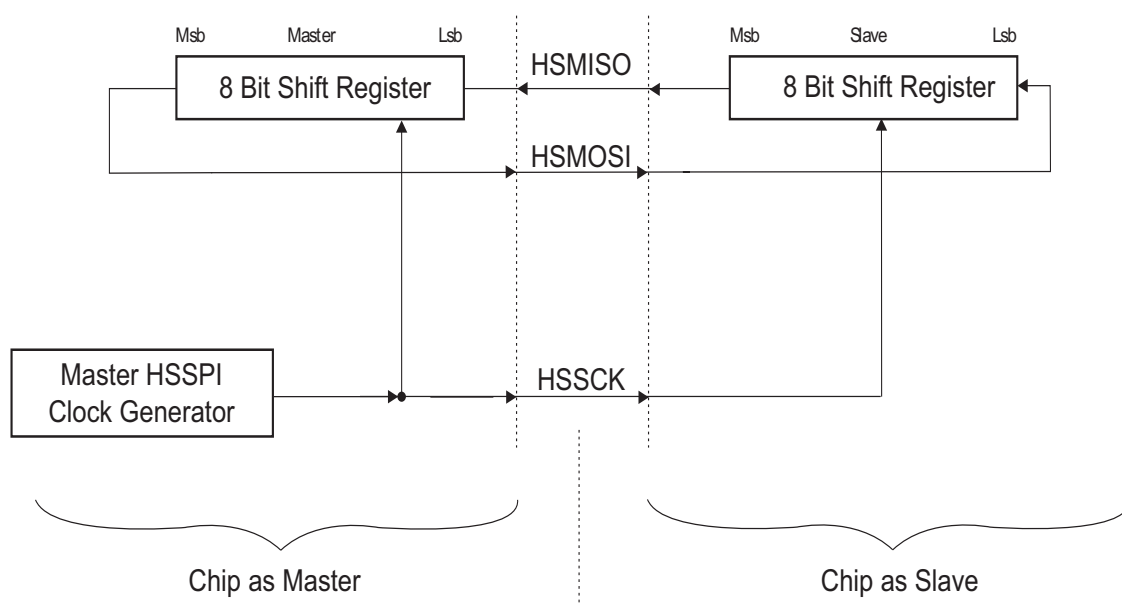 Msb Master Lsb
Msb Slave Lsb
8 Bit Shift Register
HSMISO
8 Bit Shift Register
HSMOSI
Master HSSPI
Clock Generator
HSSCK
Chip as Master
Chip as Slave